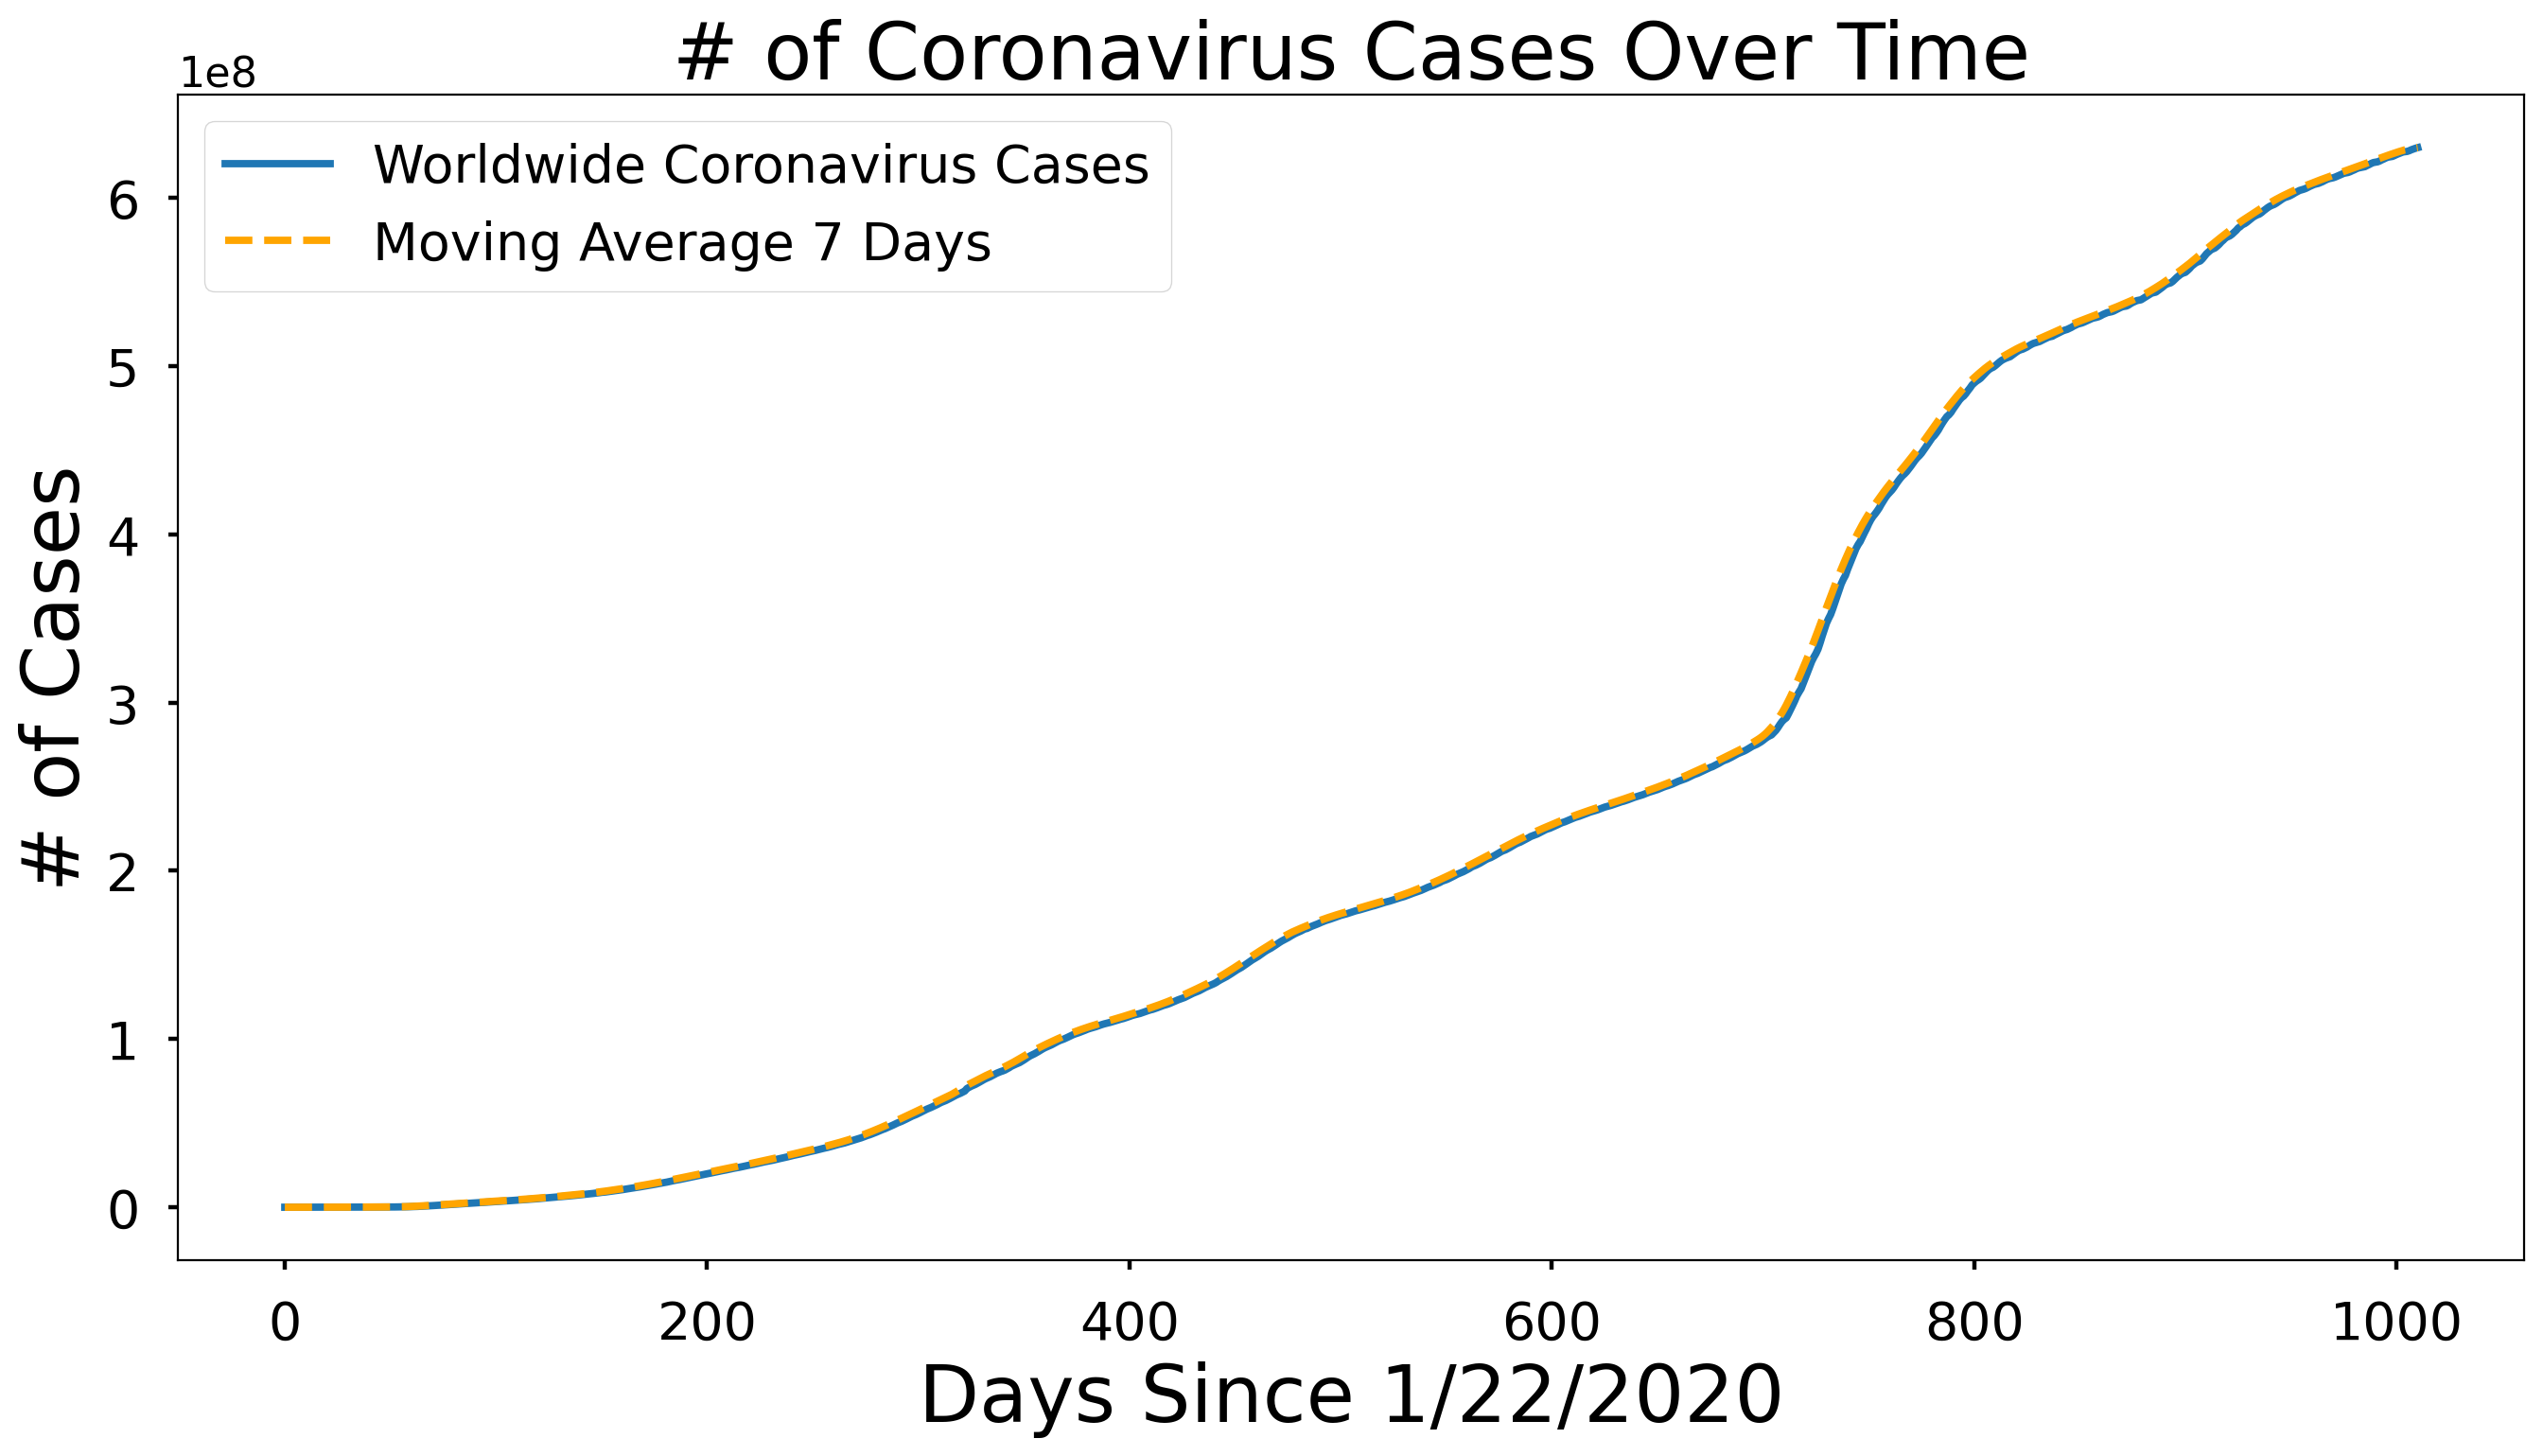 # of Coronavirus Cases Over Time
1e8
Worldwide Coronavirus Cases
Moving Average 7 Days
6
5
4
3
2
1
0
# of Cases
0 200 400 600 800 1000
Days Since 1/22/2020